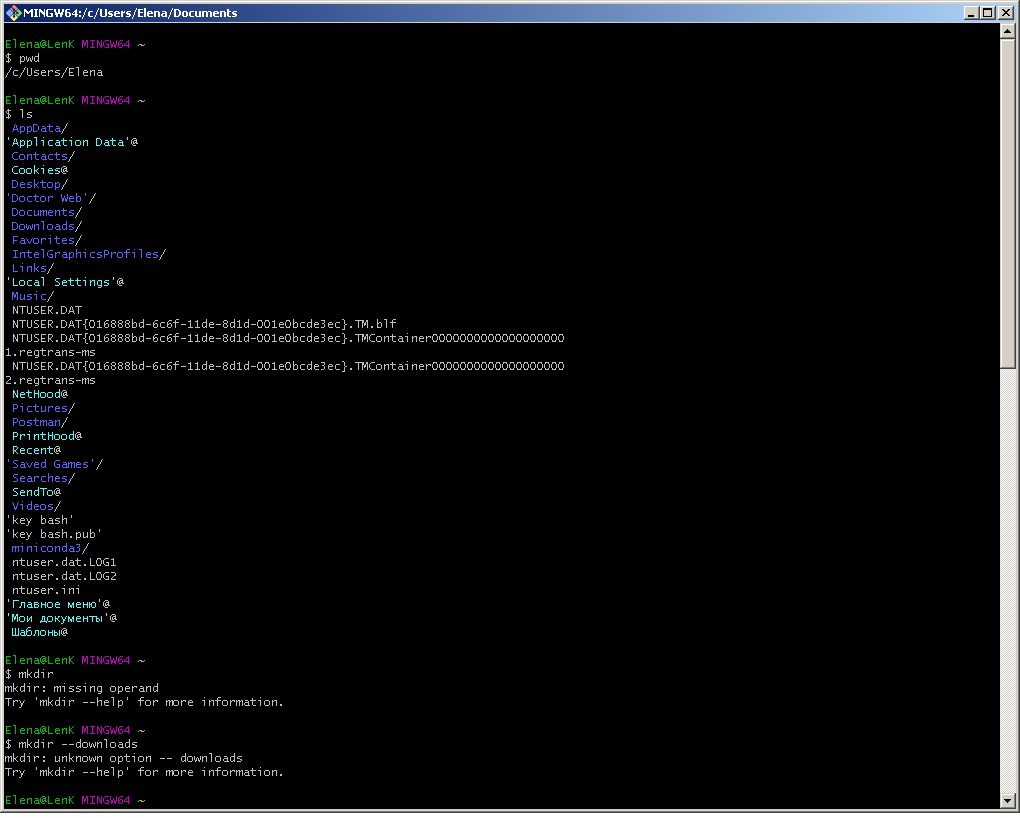 MINGW64:/c/Users/Elena/Documents
Elena@LenK MINGW64 ~
$ pwd
/c/Users/Elena
Elena@LenK MINGW64 ~
$ ls
AppData/
'Application Data'@
Contacts/
Cookies@
Desktop/
'Doctor Web'/
Documents/
Downloads/
Favorites/
IntelGraphicsProfiles/
Links/
'Local Settings'@
Music/
NTUSER.DAT
NTUSER.DAT{016888bd-6c6f-11de-8d1d-001e0bcde3ec}.TM.blf
NTUSER.DAT{016888bd-6c6f-11de-8d1d-001e0bcde3ec}.TMContainer0000000000000000000
1.regtrans-ms
NTUSER.DAT{016888bd-6c6f-11de-8d1d-001e0bcde3ec}.TMContainer0000000000000000000
2.regtrans-ms
NetHood@
Pictures/
Postman/
PrintHood@
Recent@
'Saved Games'/
Searches/
SendTo@
Videos/
'key bash'
'key bash.pub'
miniconda3/
ntuser.dat.LOG1
ntuser.dat.LOG2
ntuser.ini
'Главное меню'@
'Мои документы'@
Шаблоны@
Elena@LenK MINGW64 ~
$ mkdir
mkdir: missing operand
Try 'mkdir --help' for more information.
Elena@LenK MINGW64 ~
$ mkdir --downloads
mkdir: unknown option -- downloads
Try 'mkdir --help' for more information.
Elena@LenK MINGW64 ~